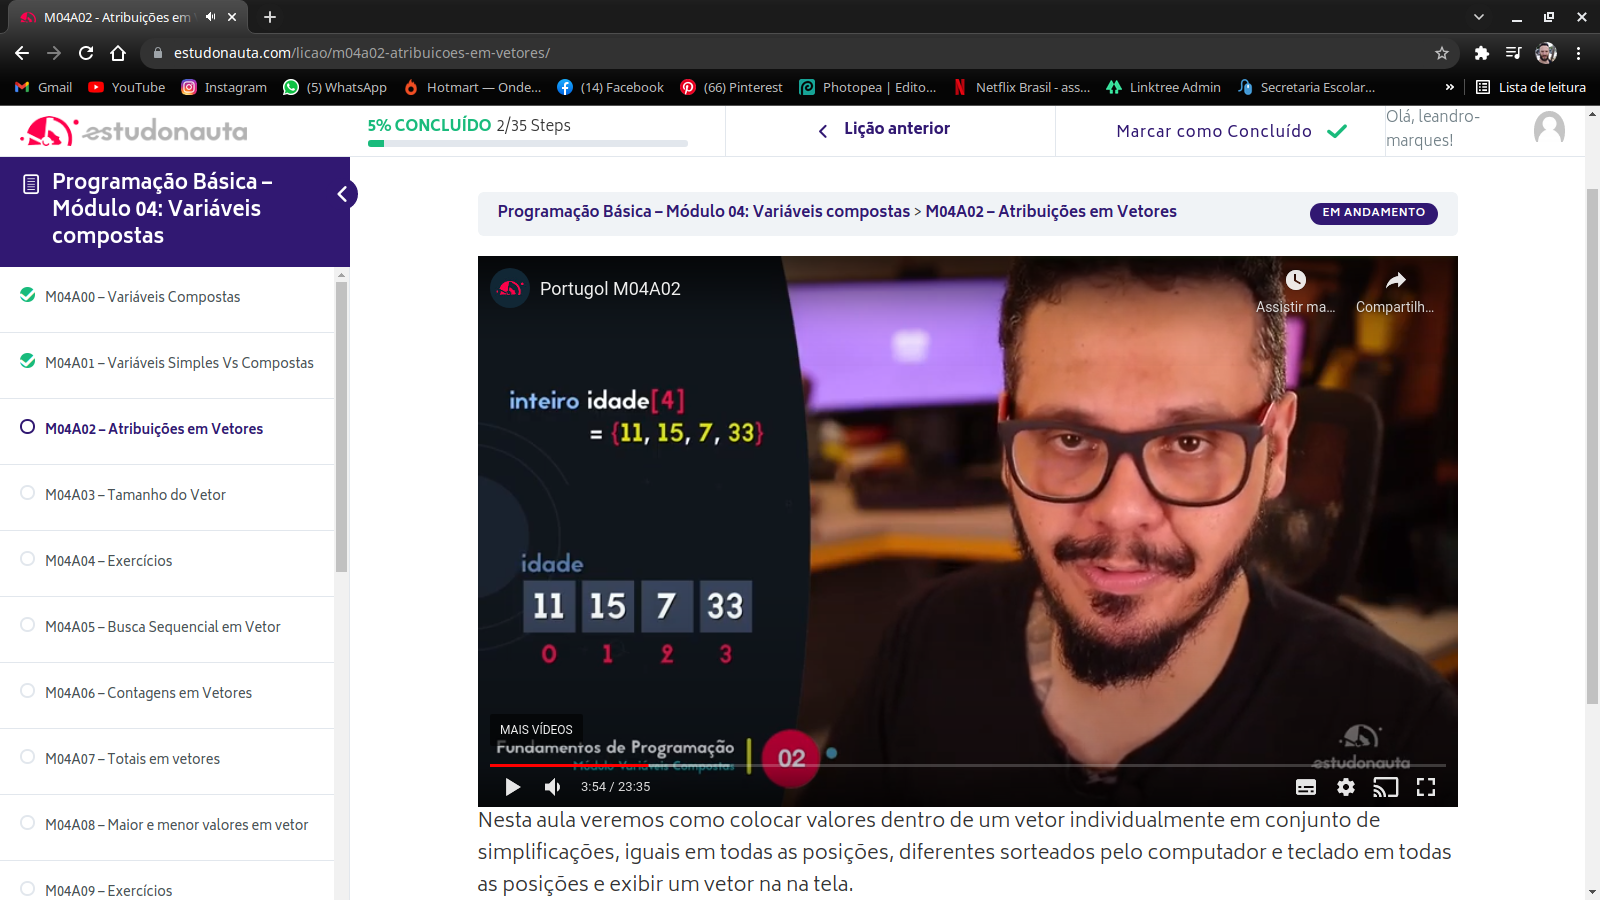 M04A02 - Atribuições em
estudonauta.com/licao/m04a02-atribuicoes-em-vetores/
Gmail
YouTube
Instagram
(5) WhatsApp
Hotmart — Onde...
(14) Facebook
(66) Pinterest
Photopea | Edito...
Netflix Brasil - ass...
Linktree Admin
Secretaria Escolar...
»
Lista de leitura
estudonauta
5% CONCLUÍDO 2/35 Steps
Lição anterior
Marcar como Concluído
Olá, leandro-
marques!
Programação Básica –
Módulo 04: Variáveis
compostas
M04A00 – Variáveis Compostas
M04A01 – Variáveis Simples Vs Compostas
M04A02 – Atribuições em Vetores
M04A03 – Tamanho do Vetor
M04A04 – Exercícios
M04A05 – Busca Sequencial em Vetor
M04A06 – Contagens em Vetores
M04A07 – Totais em vetores
M04A08 – Maior e menor valores em vetor
M04A09 – Exercícios
Programação Básica – Módulo 04: Variáveis compostas > M04A02 – Atribuições em Vetores
EM ANDAMENTO
Portugol M04A02
Assistir ma...
Compartilh...
inteiro idade[4]
= {11, 15, 7, 33}
idade
11 15 7 33
0 1 2 3
MAIS VÍDEOS
Fundamentos de Programação
Módulo Variáveis Compostas
02
estudonauta
3:54 / 23:35
Nesta aula veremos como colocar valores dentro de um vetor individualmente em conjunto de
simplificações, iguais em todas as posições, diferentes sorteados pelo computador e teclado em todas
as posições e exibir um vetor na na tela.